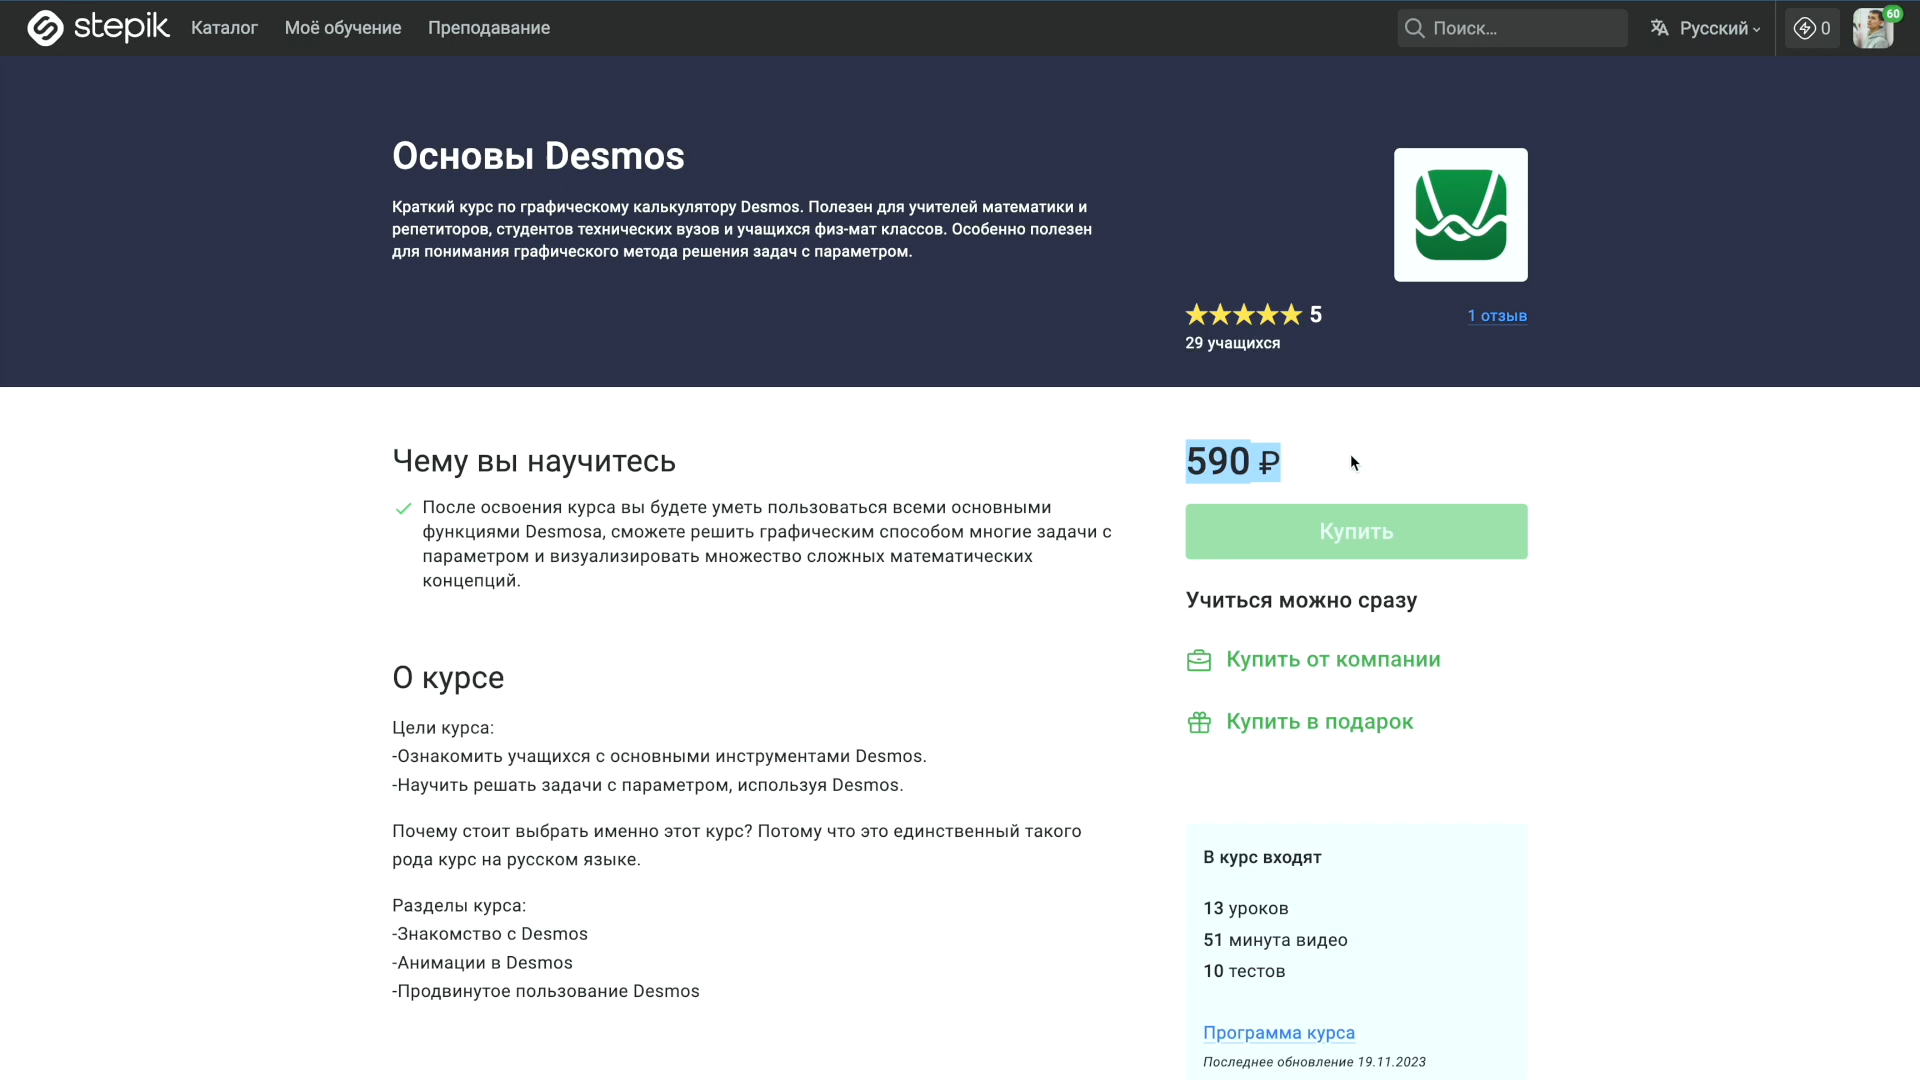 stepik
Каталог
Моё обучение
Преподавание
Поиск...
Русский
0
60
Основы Desmos
Краткий курс по графическому калькулятору Desmos. Полезен для учителей математики и
репетиторов, студентов технических вузов и учащихся физ-мат классов. Особенно полезен
для понимания графического метода решения задач с параметром.
5
1 отзыв
29 учащихся
Чему вы научитесь
После освоения курса вы будете уметь пользоваться всеми основными
функциями Desmosа, сможете решить графическим способом многие задачи с
параметром и визуализировать множество сложных математических
концепций.
О курсе
Цели курса:
-Ознакомить учащихся с основными инструментами Desmos.
-Научить решать задачи с параметром, используя Desmos.
Почему стоит выбрать именно этот курс? Потому что это единственный такого
рода курс на русском языке.
Разделы курса:
-Знакомство с Desmos
-Анимации в Desmos
-Продвинутое пользование Desmos
590 ₽
Купить
Учиться можно сразу
Купить от компании
Купить в подарок
В курс входят
13 уроков
51 минута видео
10 тестов
Программа курса
Последнее обновление 19.11.2023